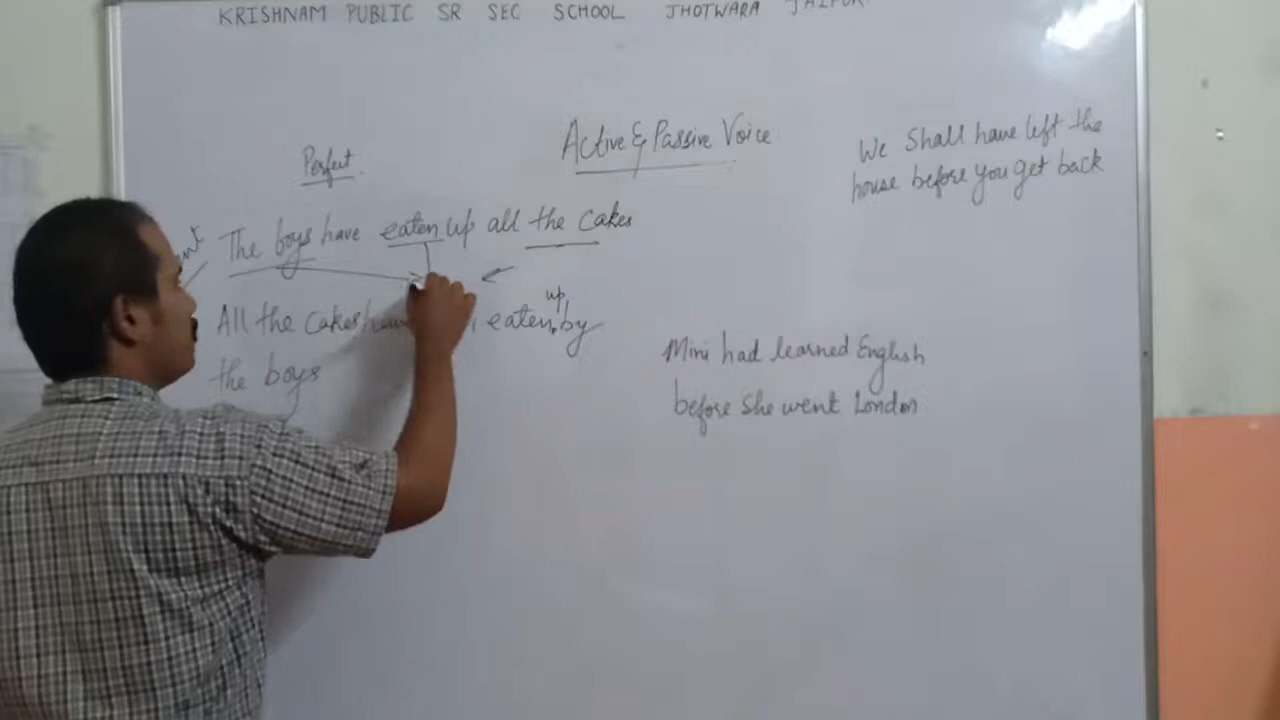 KRISHNAM PUBLIC SR SEC SCHOOL JHOTWARA JAIPUR
Active & Passive Voice
Perfect
The boys have eaten up all the cakes
All the cakes eaten up by
the boys
We Shall have left the
house before you get back
Mini had learned English
before she went London